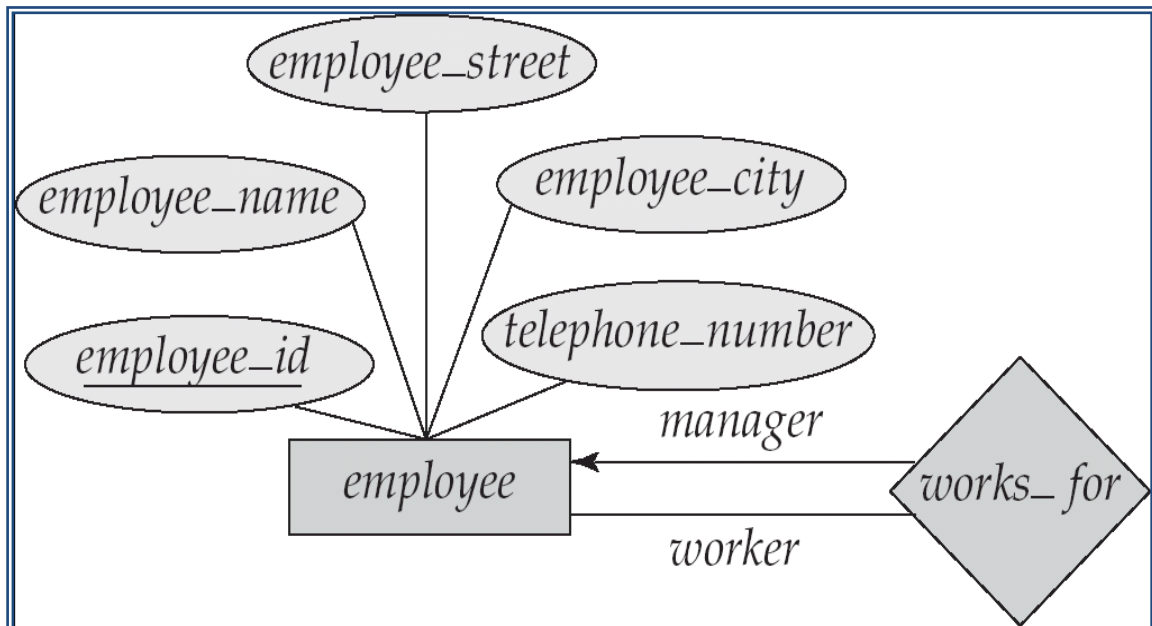 employee_street
employee_name
employee_city
employee_id
telephone_number
manager
employee
works_for
worker